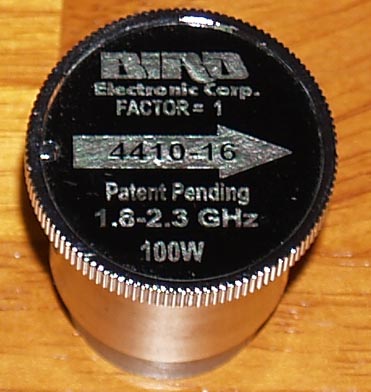 BIRD
Electronic Corp.
FACTOR = 1
4410-16
Patent Pending
1.8-2.3 GHz
100W